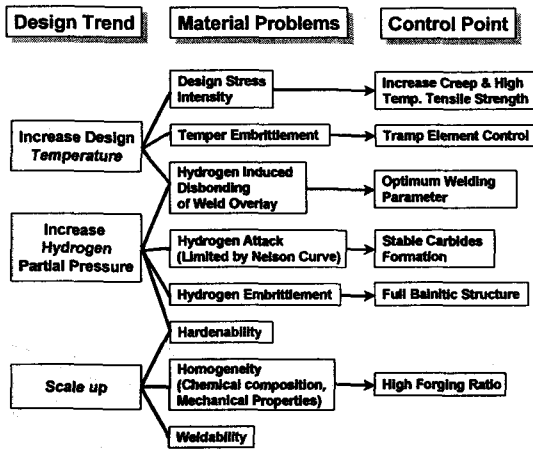 Design Trend
Material Problems
Control Point
Design Stress
Intensity
Increase Creep & High
Temp. Tensile Strength
Increase Design
Temperature
Temper Embrittlement
Tramp Element Control
Hydrogen Induced
Disbonding
of Weld Overlay
Optimum Welding
Parameter
Increase
Hydrogen
Partial Pressure
Hydrogen Attack
(Limited by Nelson Curve)
Stable Carbides
Formation
Hydrogen Embrittlement
Full Bainitic Structure
Hardenability
Scale up
Homogeneity
(Chemical composition,
Mechanical Properties)
High Forging Ratio
Weldability